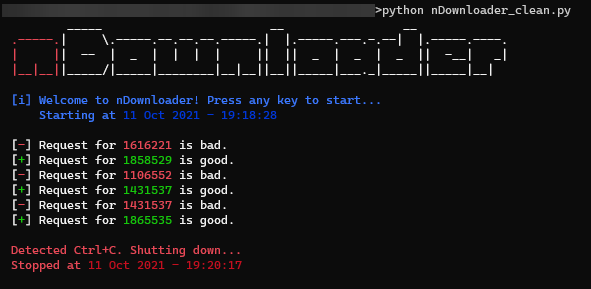 >python nDownloader_clean.py
nDownloader
[i] Welcome to nDownloader! Press any key to start...
Starting at 11 Oct 2021 - 19:18:28
[-] Request for 1616221 is bad.
[+] Request for 1858529 is good.
[-] Request for 1106552 is bad.
[+] Request for 1431537 is good.
[-] Request for 1431537 is bad.
[+] Request for 1865535 is good.
Detected Ctrl+C. Shutting down...
Stopped at 11 Oct 2021 - 19:20:17